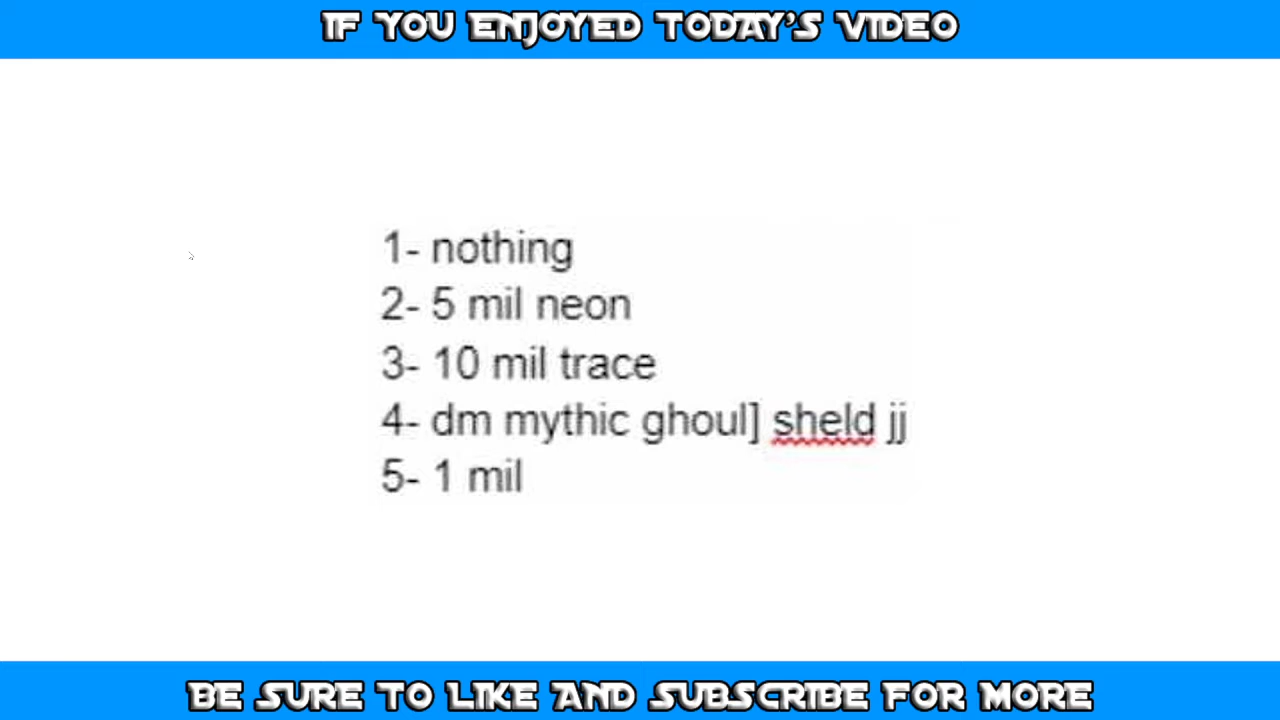 IF YOU ENJOYED TODAY'S VIDEO
1- nothing
2- 5 mil neon
3- 10 mil trace
4- dm mythic ghoul] sheld jj
5- 1 mil
BE SURE TO LIKE AND SUBSCRIBE FOR MORE